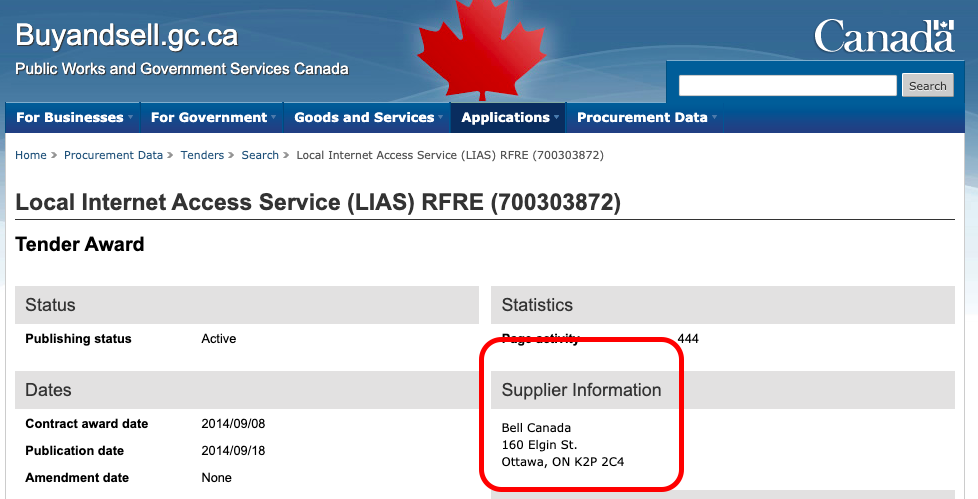 Buyandsell.gc.ca
Public Works and Government Services Canada
Canada
Search
For Businesses
For Government
Goods and Services
Applications
Procurement Data
Home > Procurement Data > Tenders > Search > Local Internet Access Service (LIAS) RFRE (700303872)
Local Internet Access Service (LIAS) RFRE (700303872)
Tender Award
Status
Publishing status Active
Statistics
Page activity 444
Dates
Contract award date 2014/09/08
Publication date 2014/09/18
Amendment date None
Supplier Information
Bell Canada
160 Elgin St.
Ottawa, ON K2P 2C4